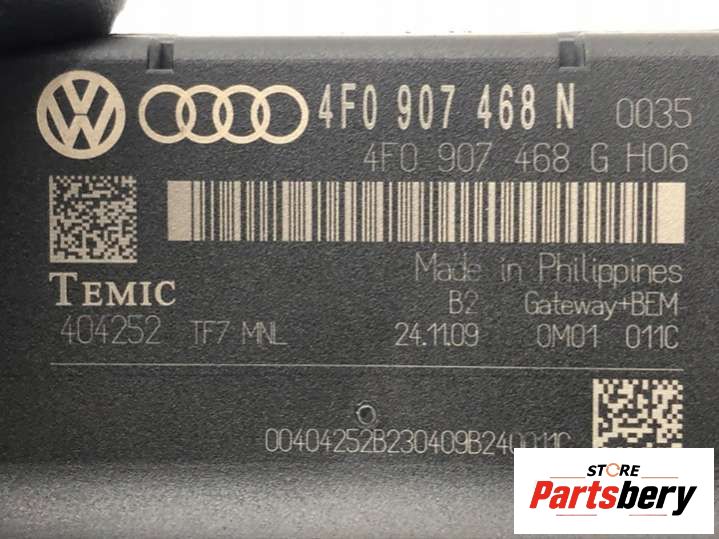 4F0 907 468 N 0035
4F0 907 468 G H06
Made in Philippines
TEMIC
B2 Gateway+BEM
404252 TF7 MNL 24.11.09 0M01 011C
STORE
Partsbery